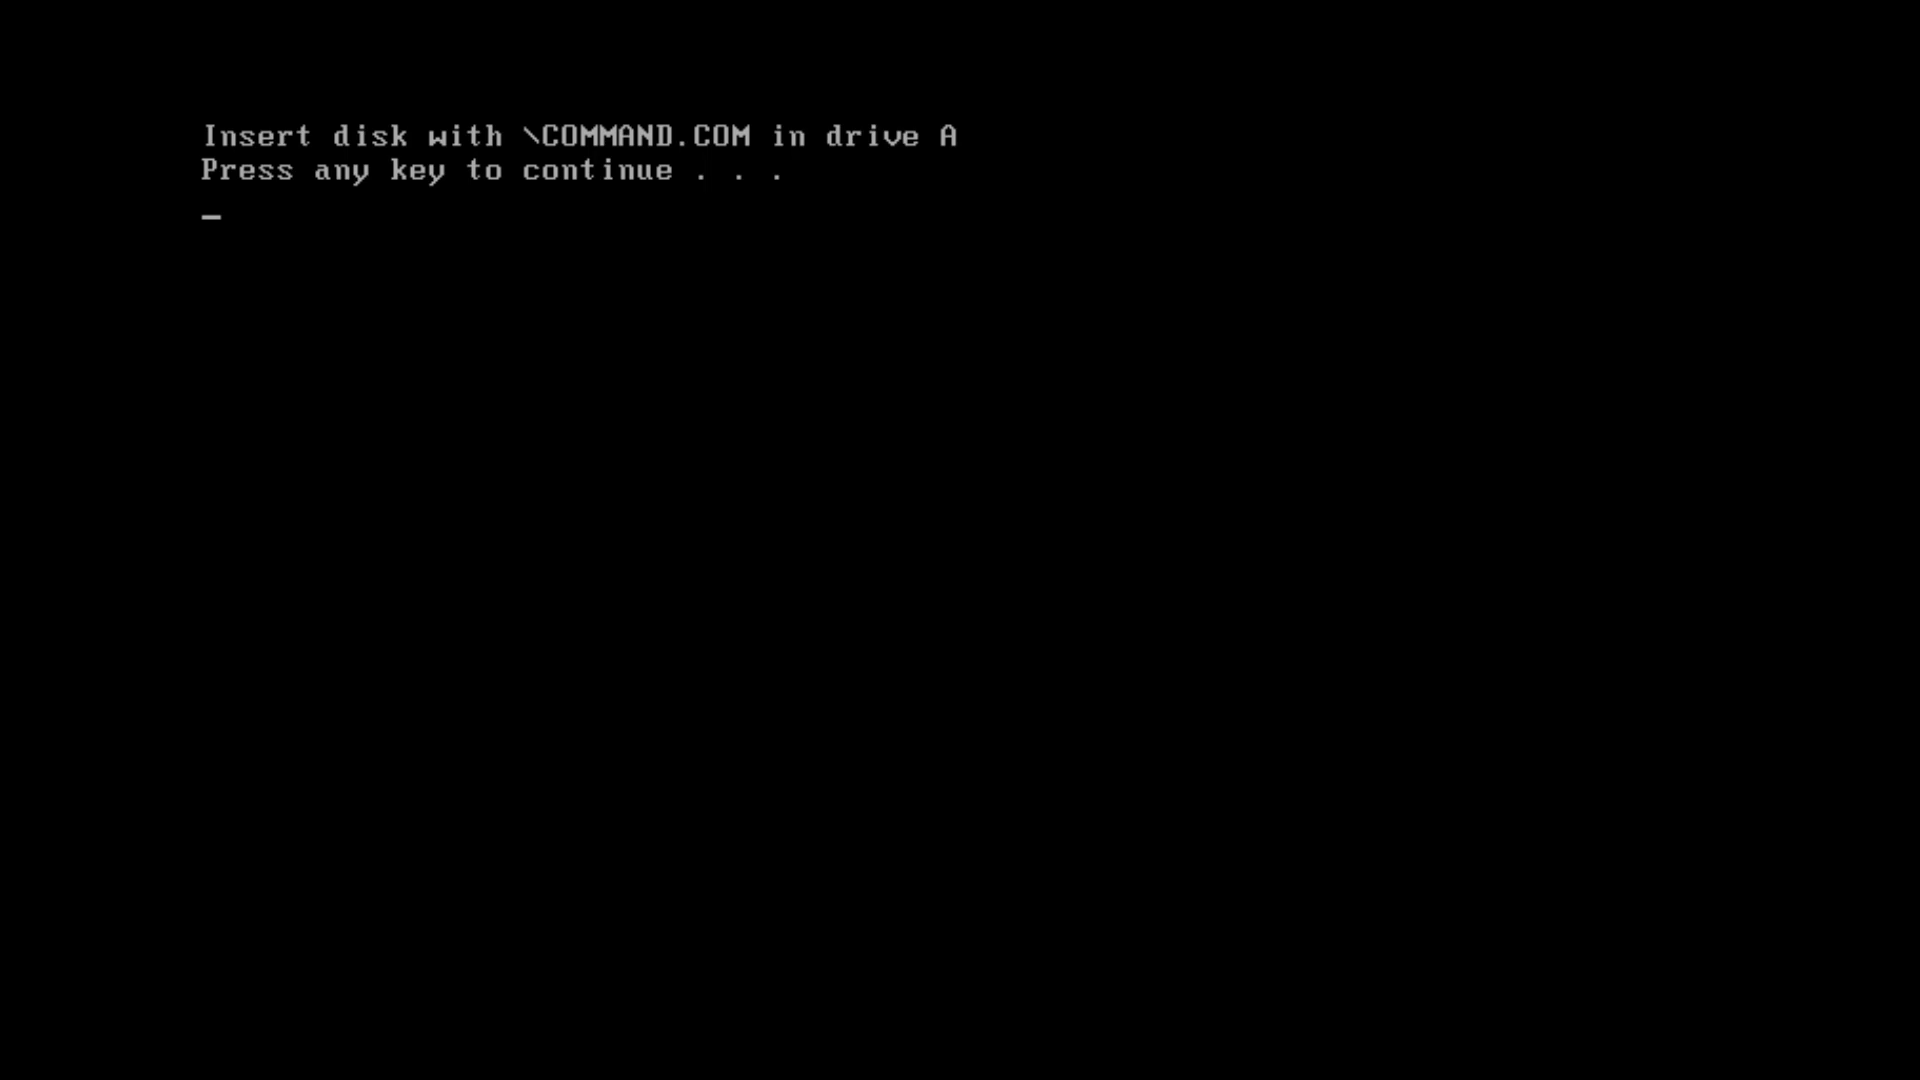 Insert disk with \COMMAND.COM in drive A
Press any key to continue . . .
_